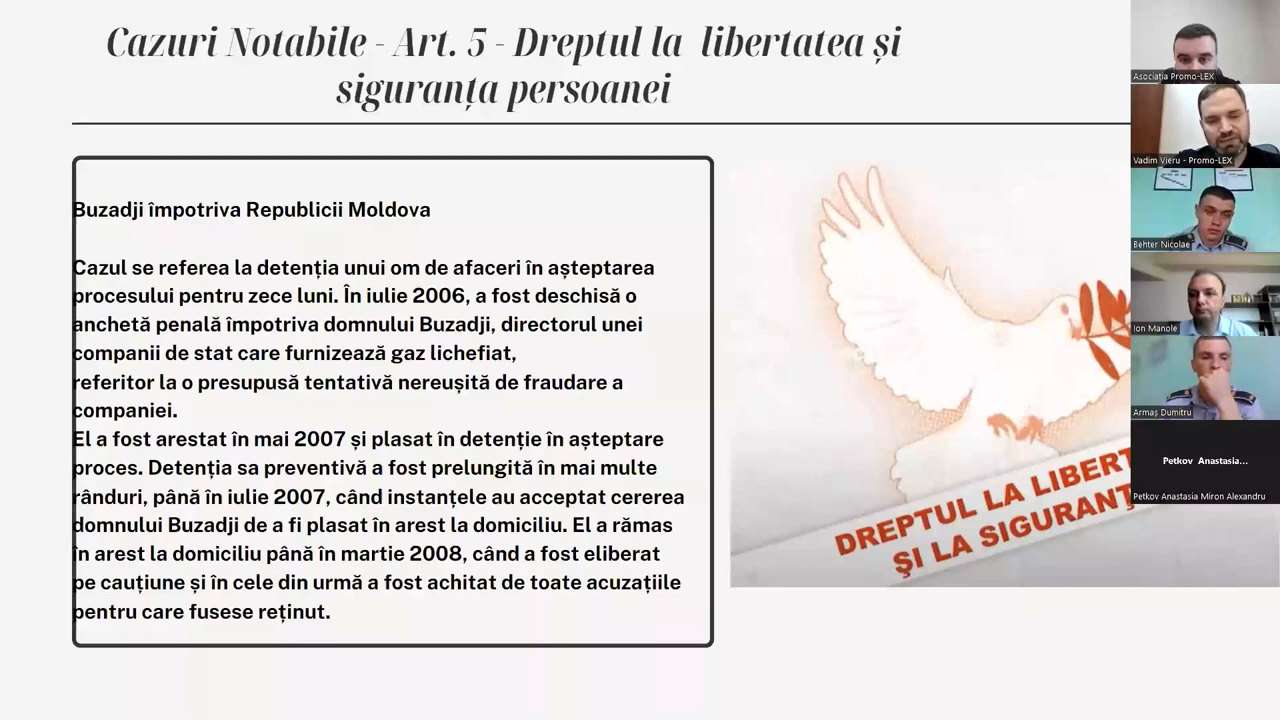 Cazuri Notabile - Art. 5 - Dreptul la libertatea și
siguranța persoanei
Buzadji împotriva Republicii Moldova
Cazul se referea la detenția unui om de afaceri în așteptarea
procesului pentru zece luni. În iulie 2006, a fost deschisă o
anchetă penală împotriva domnului Buzadji, directorul unei
companii de stat care furnizează gaz lichefiat,
referitor la o presupusă tentativă nereușită de fraudare a
companiei.
El a fost arestat în mai 2007 și plasat în detenție în așteptare
proces. Detenția sa preventivă a fost prelungită în mai multe
rânduri, până în iulie 2007, când instanțele au acceptat cererea
domnului Buzadji de a fi plasat în arest la domiciliu. El a rămas
în arest la domiciliu până în martie 2008, când a fost eliberat
pe cauțiune și în cele din urmă a fost achitat de toate acuzațiile
pentru care fusese reținut.
DREPTUL LA LIBERT
ŞI LA SIGURANŢ
Asociația Promo-LEX
Vadim Vieru - Promo-LEX
Behter Nicolae
Ion Manole
Armaș Dumitru
Petkov Anastasia...
Petkov Anastasia Miron Alexandru